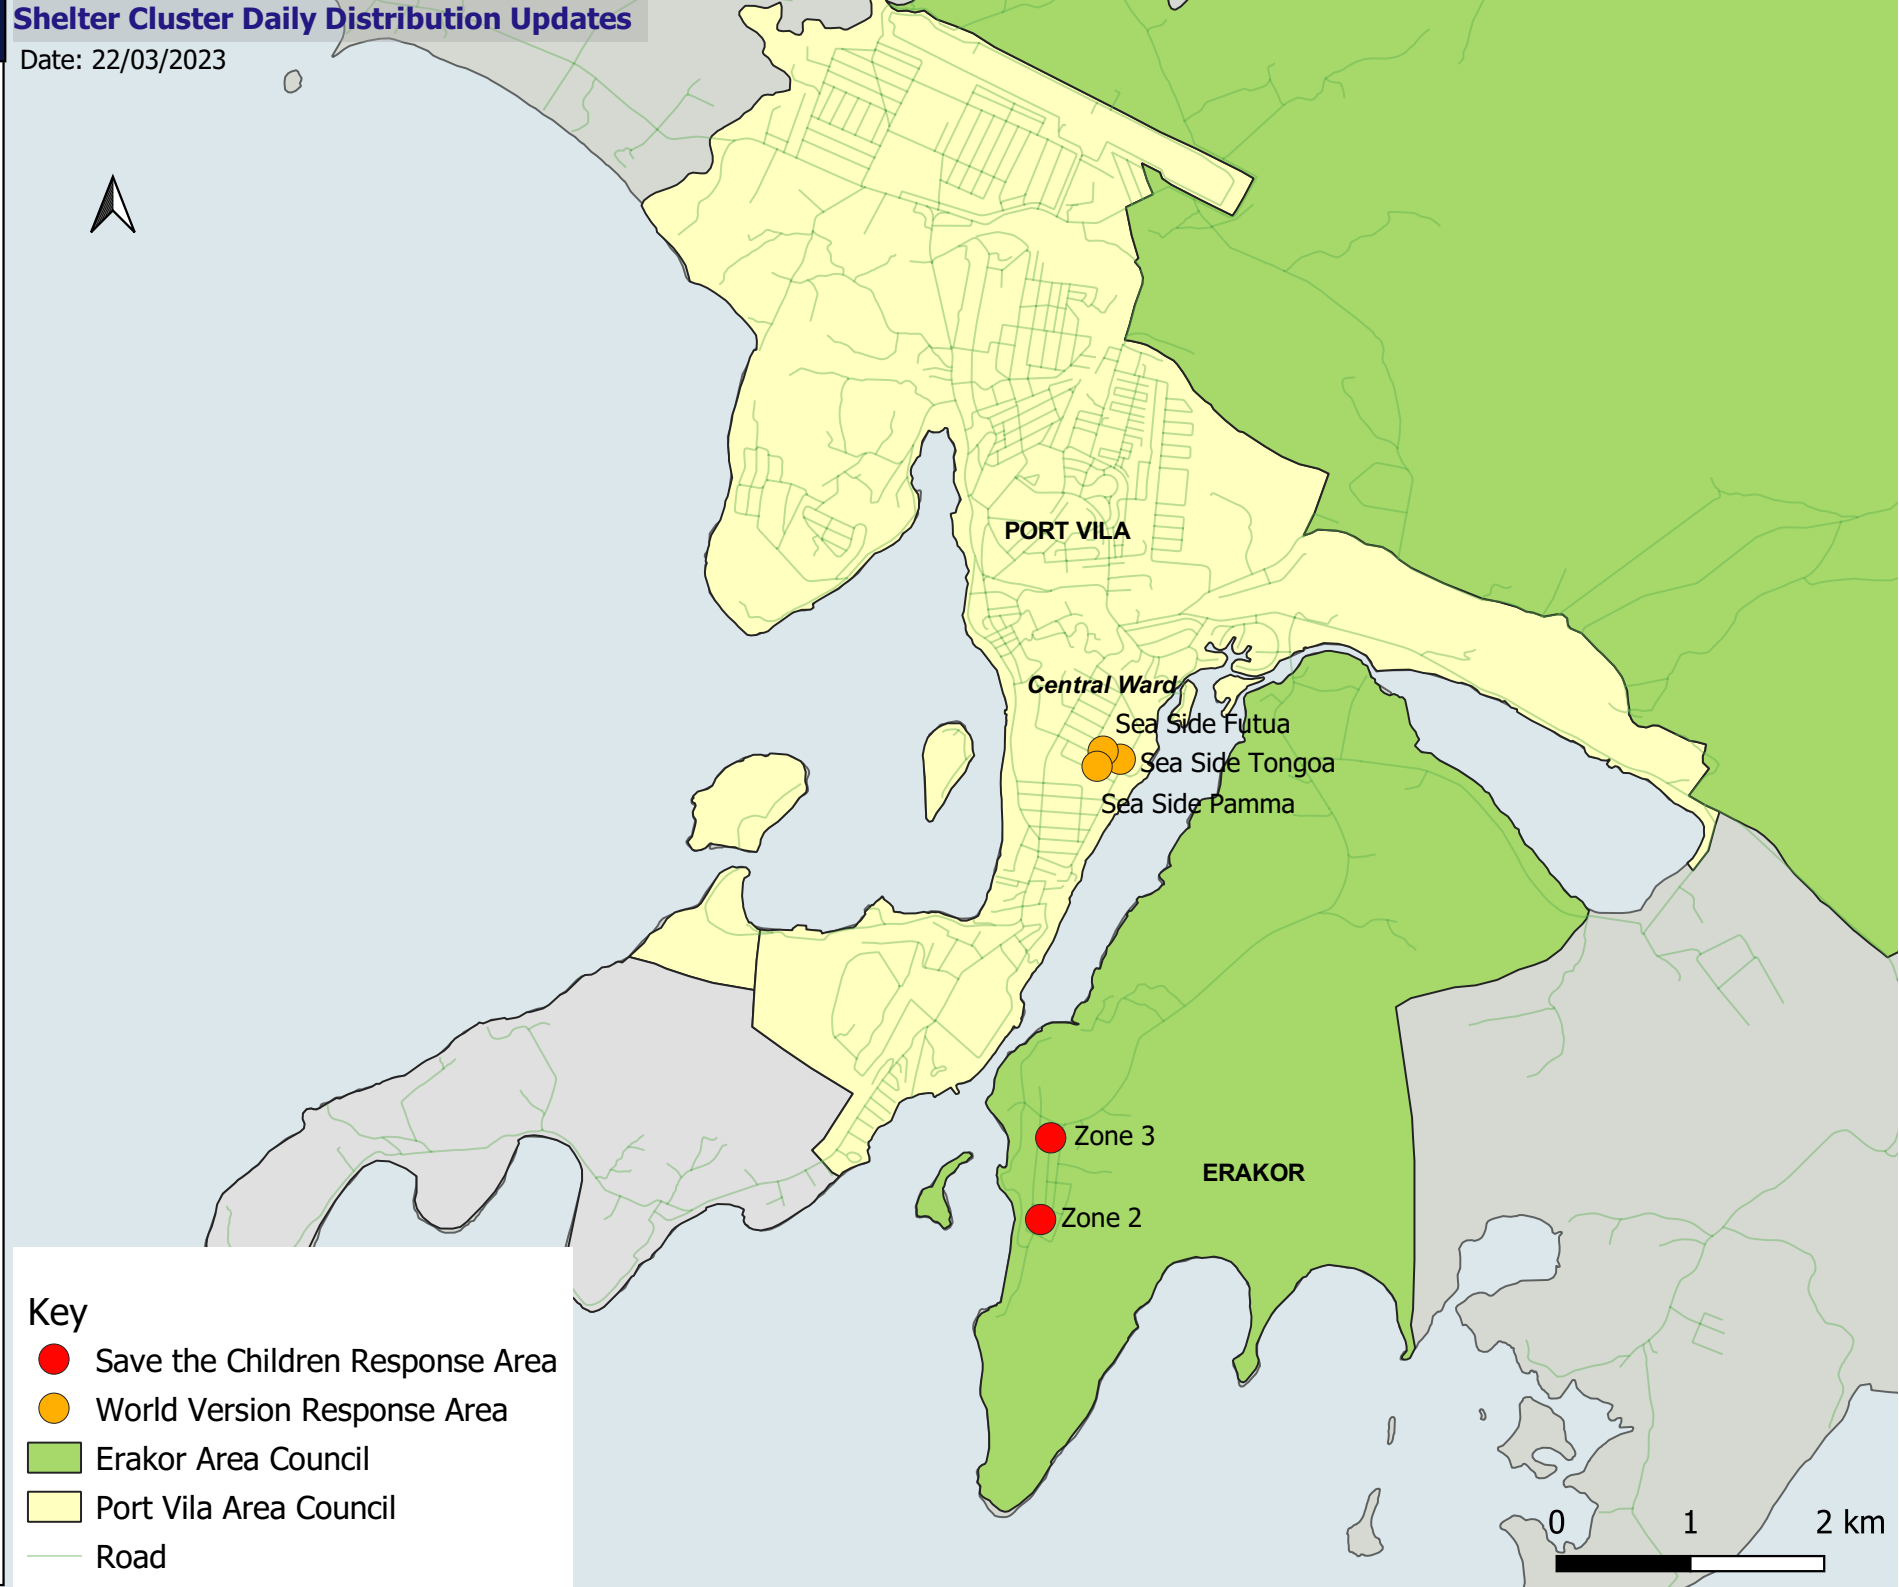 Shelter Cluster Daily Distribution Updates
Date: 22/03/2023
PORT VILA
Central Ward
Sea Side Futua
Sea Side Tongoa
Sea Side Pamma
Zone 3
ERAKOR
Zone 2
Key
Save the Children Response Area
World Version Response Area
Erakor Area Council
Port Vila Area Council
Road
0 1 2 km